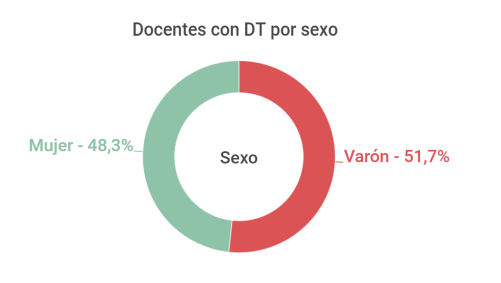 Docentes con DT por sexo
Mujer - 48,3%
Sexo
Varón - 51,7%